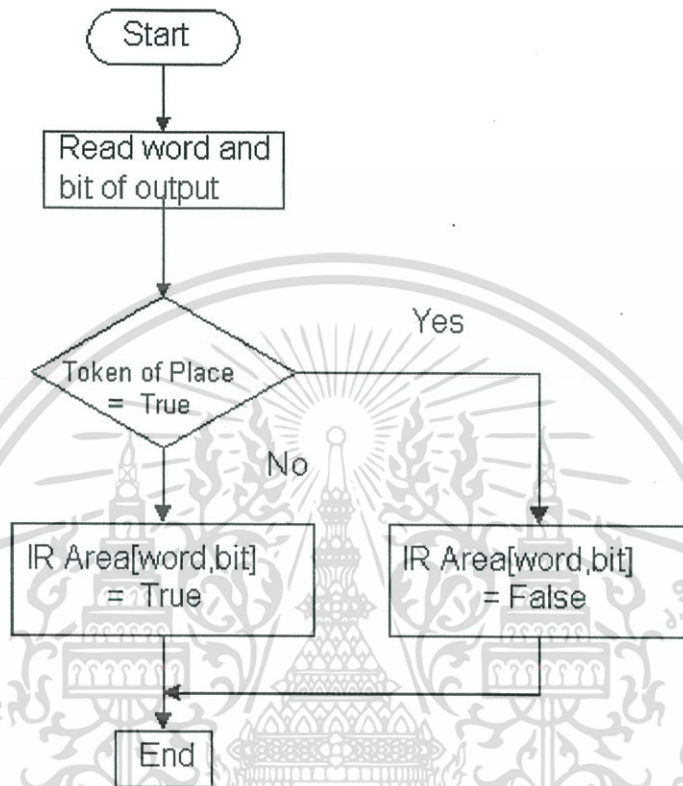 Start
Read word and
bit of output
Yes
Token of Place
= True
No
IR Area[word,bit]
= True
IR Area[word,bit]
= False
End